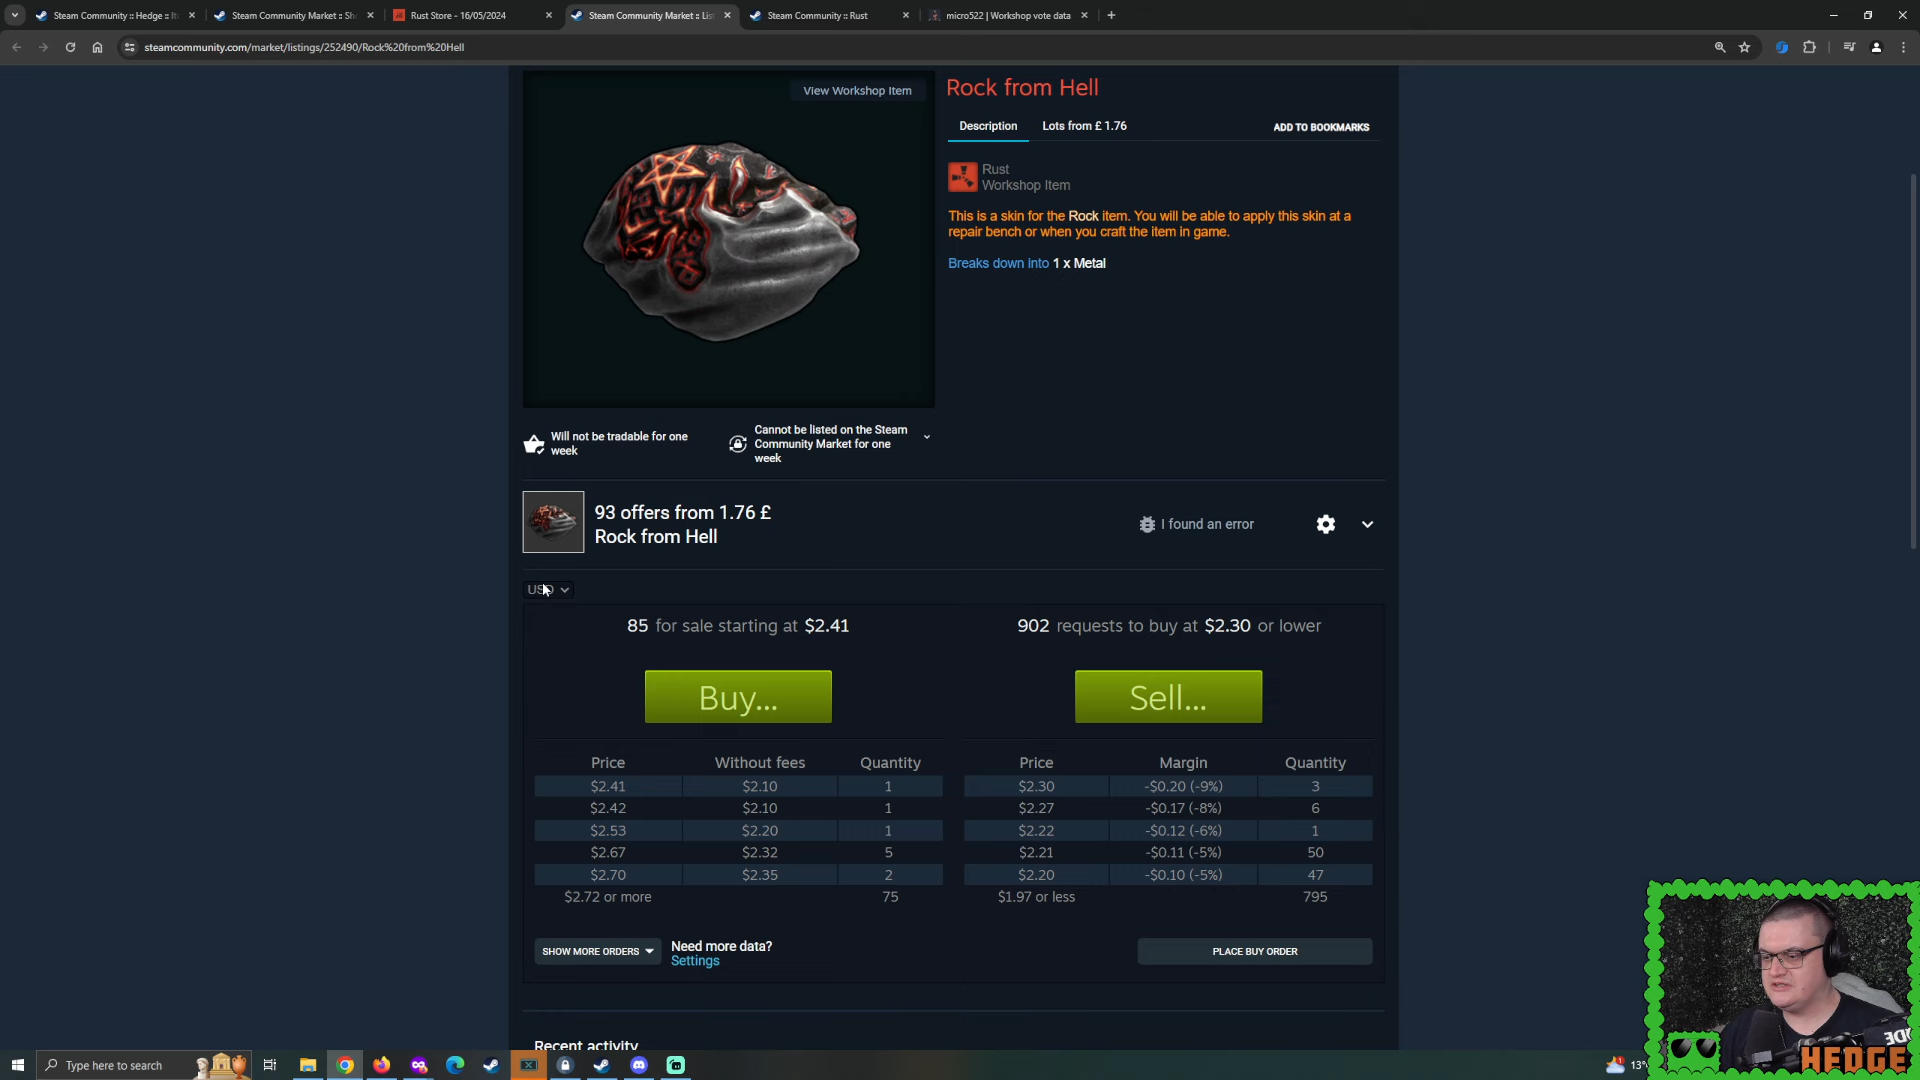 Steam Community :: Hedge :: It
Steam Community Market :: Sh
Rust Store - 16/05/2024
Steam Community Market :: Lis
Steam Community :: Rust
micro522 | Workshop vote data
steamcommunity.com/market/listings/252490/Rock%20from%20Hell
View Workshop Item
Rock from Hell
Description
Lots from £ 1.76
ADD TO BOOKMARKS
Rust
Workshop Item
This is a skin for the Rock item. You will be able to apply this skin at a
repair bench or when you craft the item in game.
Breaks down into 1 x Metal
Will not be tradable for one
week
Cannot be listed on the Steam
Community Market for one
week
93 offers from 1.76 £
Rock from Hell
I found an error
USD
85 for sale starting at $2.41
902 requests to buy at $2.30 or lower
Buy...
Sell...
Price Without fees Quantity
$2.41 $2.10 1
$2.42 $2.10 1
$2.53 $2.20 1
$2.67 $2.32 5
$2.70 $2.35 2
$2.72 or more 75
Price Margin Quantity
$2.30 -$0.20 (-9%) 3
$2.27 -$0.17 (-8%) 6
$2.22 -$0.12 (-6%) 1
$2.21 -$0.11 (-5%) 50
$2.20 -$0.10 (-5%) 47
$1.97 or less 795
SHOW MORE ORDERS
Need more data?
Settings
PLACE BUY ORDER
Recent activity
Type here to search
13°
HEDGE